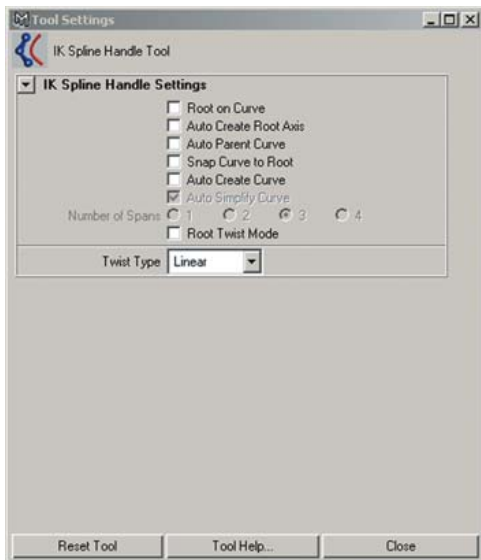 Tool Settings
IK Spline Handle Tool
IK Spline Handle Settings
Root on Curve
Auto Create Root Axis
Auto Parent Curve
Snap Curve to Root
Auto Create Curve
Auto Simplify Curve
Number of Spans 1 2 3 4
Root Twist Mode
Twist Type Linear
Reset Tool Tool Help... Close